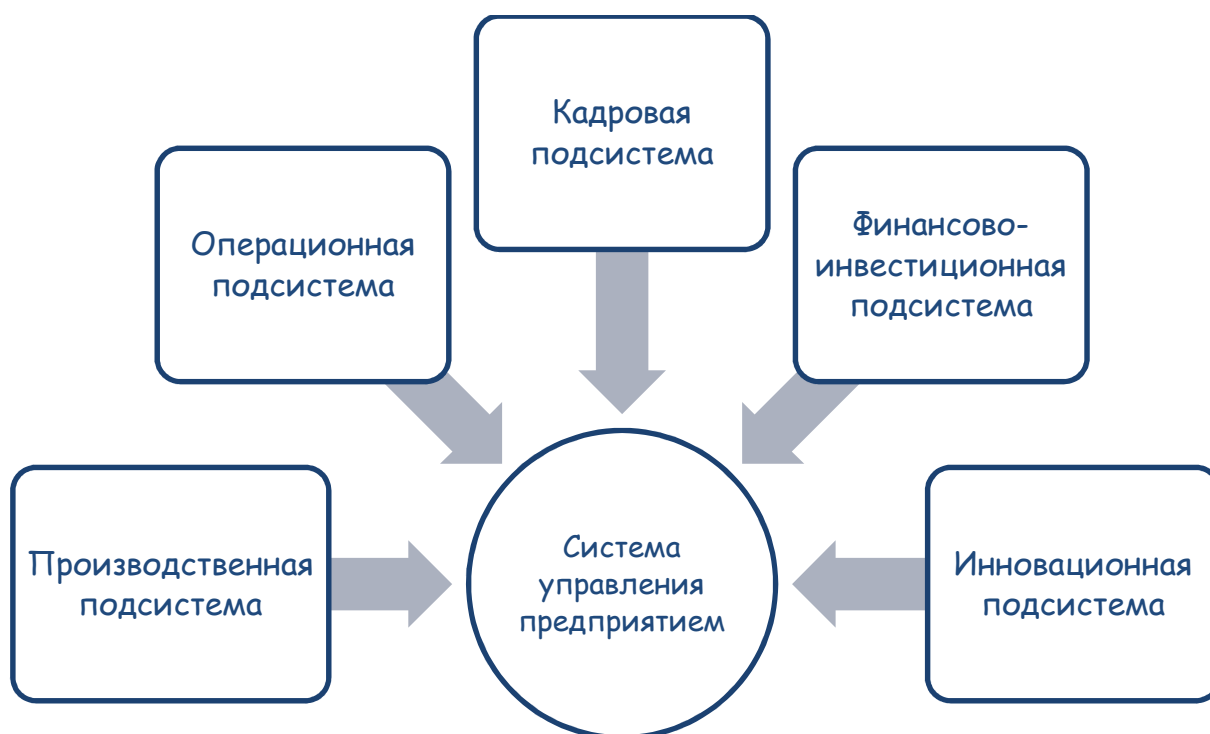 Кадровая
подсистема
Операционная
подсистема
Финансово-
инвестиционная
подсистема
Производственная
подсистема
Система
управления
предприятием
Инновационная
подсистема